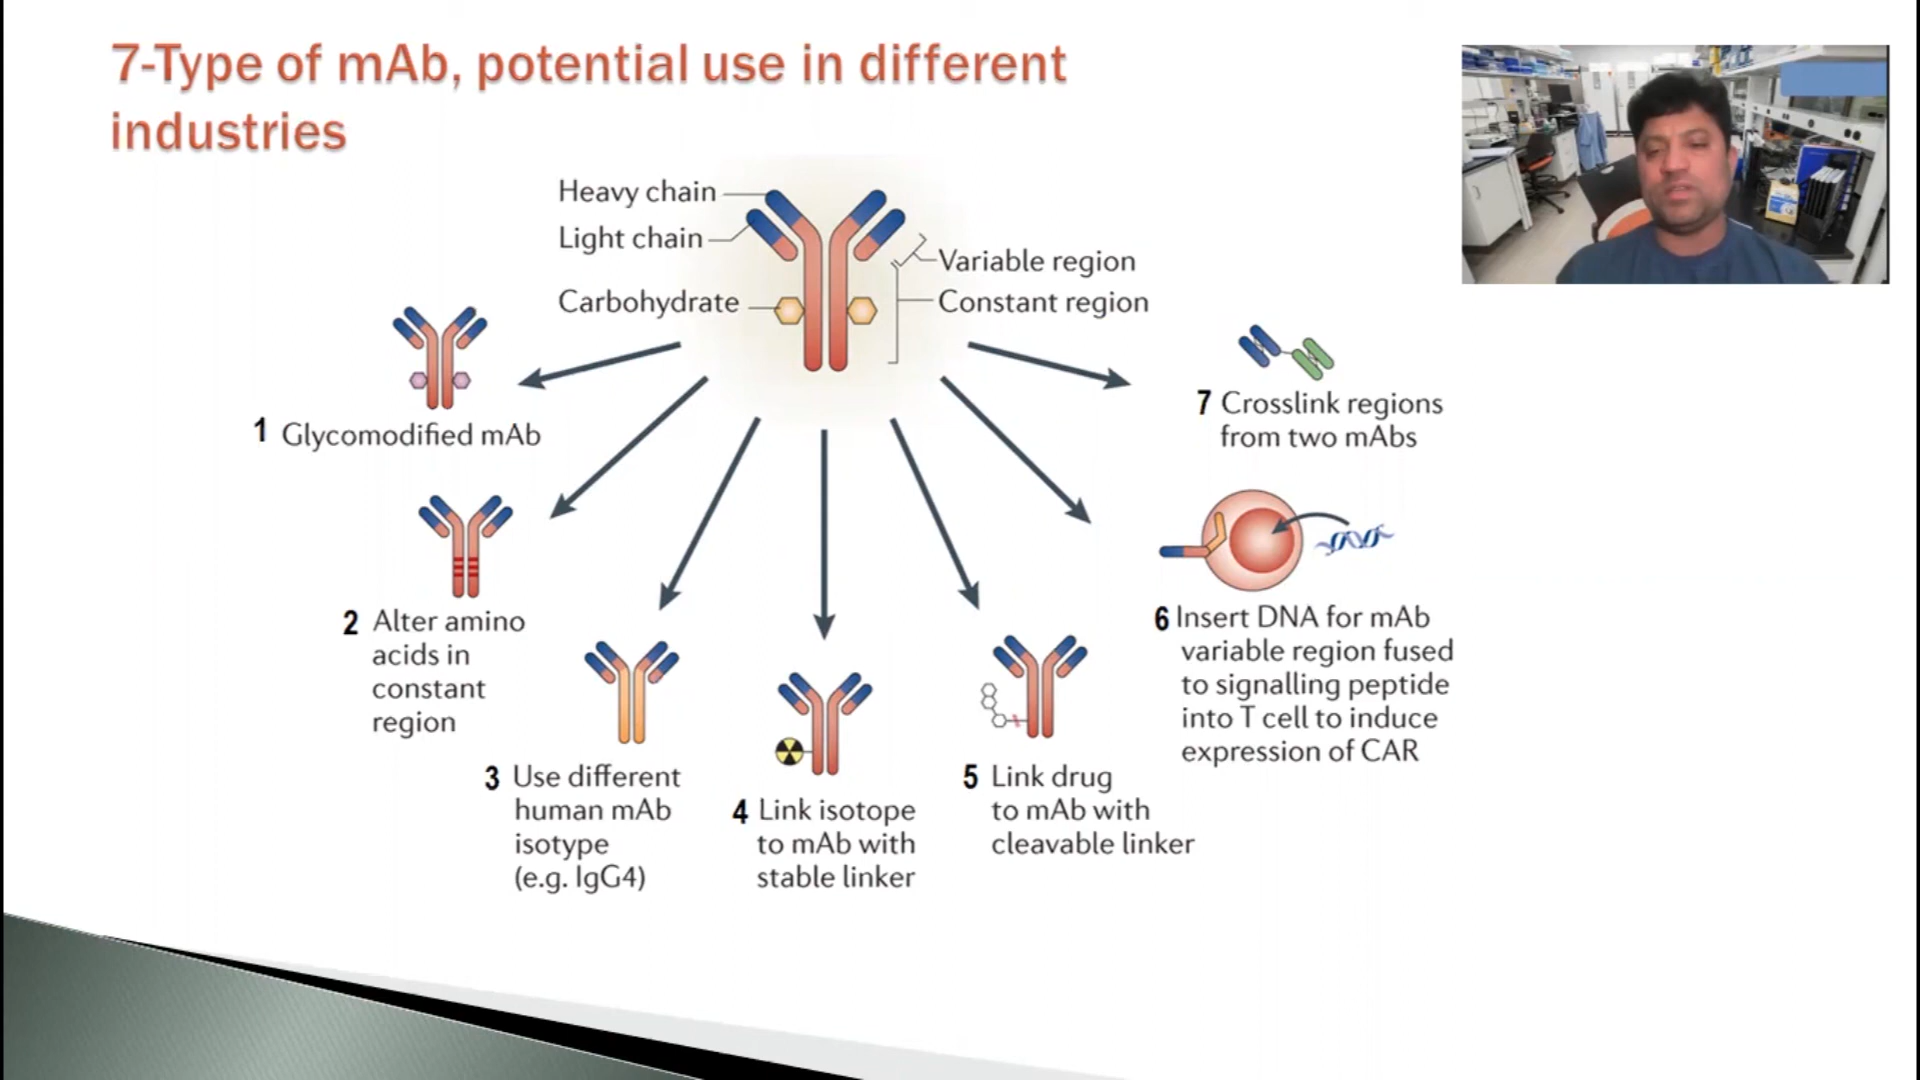 7-Type of mAb, potential use in different
industries
Heavy chain
Light chain
Carbohydrate
Variable region
Constant region
1 Glycomodified mAb
2 Alter amino
acids in
constant
region
3 Use different
human mAb
isotype
(e.g. IgG4)
4 Link isotope
to mAb with
stable linker
5 Link drug
to mAb with
cleavable linker
6 Insert DNA for mAb
variable region fused
to signalling peptide
into T cell to induce
expression of CAR
7 Crosslink regions
from two mAbs